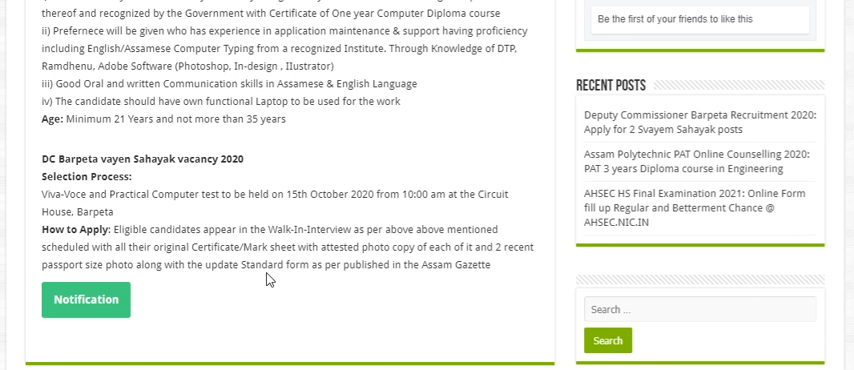 thereof and recognized by the Government with Certificate of One year Computer Diploma course
ii) Prefernece will be given who has experience in application maintenance & support having proficiency
including English/Assamese Computer Typing from a recognized Institute. Through Knowledge of DTP,
Ramdhenu, Adobe Software (Photoshop, In-design , IIustrator)
iii) Good Oral and written Communication skills in Assamese & English Language
iv) The candidate should have own functional Laptop to be used for the work
Age: Minimum 21 Years and not more than 35 years
DC Barpeta vayen Sahayak vacancy 2020
Selection Process:
Viva-Voce and Practical Computer test to be held on 15th October 2020 from 10:00 am at the Circuit
House, Barpeta
How to Apply: Eligible candidates appear in the Walk-In-Interview as per above above mentioned
scheduled with all their original Certificate/Mark sheet with attested photo copy of each of it and 2 recent
passport size photo along with the update Standard form as per published in the Assam Gazette
Notification
Be the first of your friends to like this
RECENT POSTS
Deputy Commissioner Barpeta Recruitment 2020:
Apply for 2 Svayem Sahayak posts
Assam Polytechnic PAT Online Counselling 2020:
PAT 3 years Diploma course in Engineering
AHSEC HS Final Examination 2021: Online Form
fill up Regular and Betterment Chance @
AHSEC.NIC.IN
Search ...
Search